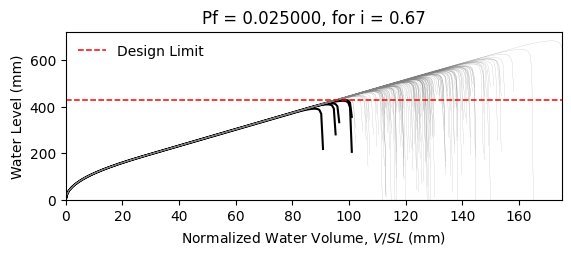 Pf = 0.025000, for i = 0.67
Design Limit
Water Level (mm)
600
400
200
0
0 20 40 60 80 100 120 140 160
Normalized Water Volume, V/SL (mm)